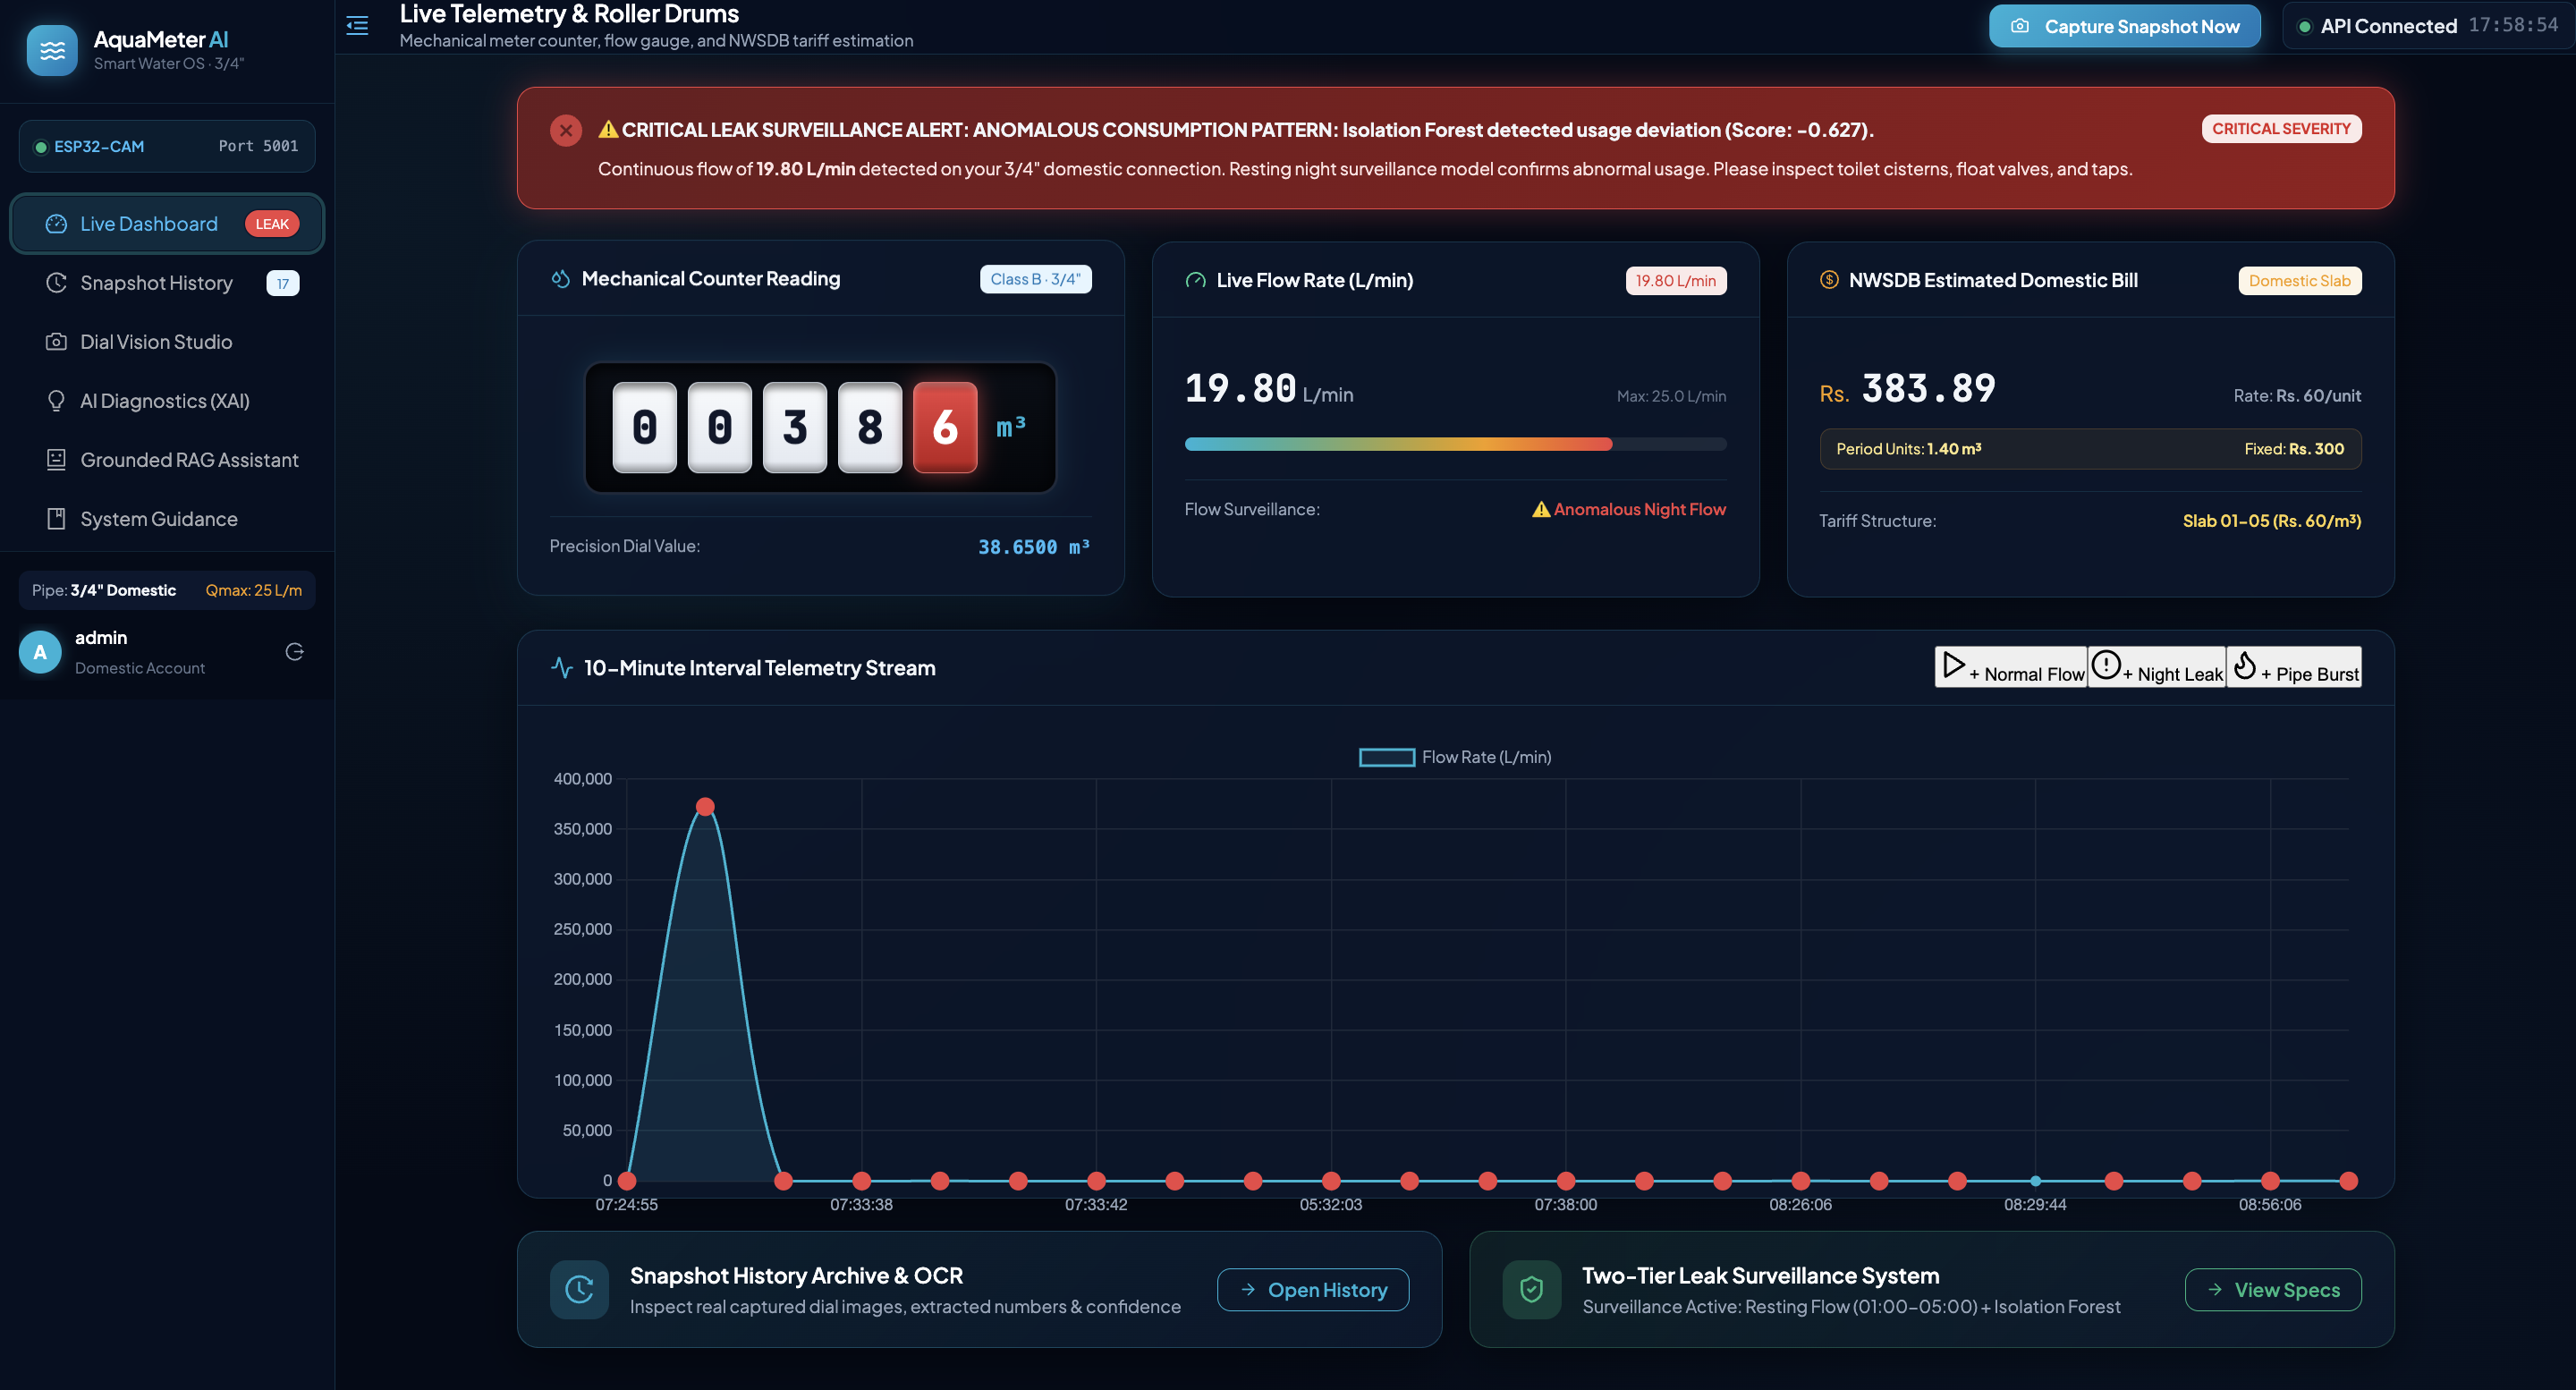 AquaMeter AI
Smart Water OS · 3/4"
ESP32-CAM Port 5001
Live Dashboard LEAK
Snapshot History 17
Dial Vision Studio
AI Diagnostics (XAI)
Grounded RAG Assistant
System Guidance
Pipe: 3/4" Domestic Qmax: 25 L/m
A
admin
Domestic Account
Live Telemetry & Roller Drums
Mechanical meter counter, flow gauge, and NWSDB tariff estimation
Capture Snapshot Now
API Connected 17:58:54
⚠️ CRITICAL LEAK SURVEILLANCE ALERT: ANOMALOUS CONSUMPTION PATTERN: Isolation Forest detected usage deviation (Score: -0.627).
CRITICAL SEVERITY
Continuous flow of 19.80 L/min detected on your 3/4" domestic connection. Resting night surveillance model confirms abnormal usage. Please inspect toilet cisterns, float valves, and taps.
Mechanical Counter Reading Class B · 3/4"
0 0 3 8 6 m³
Precision Dial Value: 38.6500 m³
Live Flow Rate (L/min) 19.80 L/min
19.80 L/min Max: 25.0 L/min
Flow Surveillance: ⚠️ Anomalous Night Flow
NWSDB Estimated Domestic Bill Domestic Slab
Rs. 383.89 Rate: Rs. 60/unit
Period Units: 1.40 m³ Fixed: Rs. 300
Tariff Structure: Slab 01-05 (Rs. 60/m³)
10-Minute Interval Telemetry Stream
+ Normal Flow + Night Leak + Pipe Burst
Flow Rate (L/min)
400,000
350,000
300,000
250,000
200,000
150,000
100,000
50,000
0
07:24:55 07:33:38 07:33:42 05:32:03 07:38:00 08:26:06 08:29:44 08:56:06
Snapshot History Archive & OCR
Inspect real captured dial images, extracted numbers & confidence
Open History
Two-Tier Leak Surveillance System
Surveillance Active: Resting Flow (01:00-05:00) + Isolation Forest
View Specs